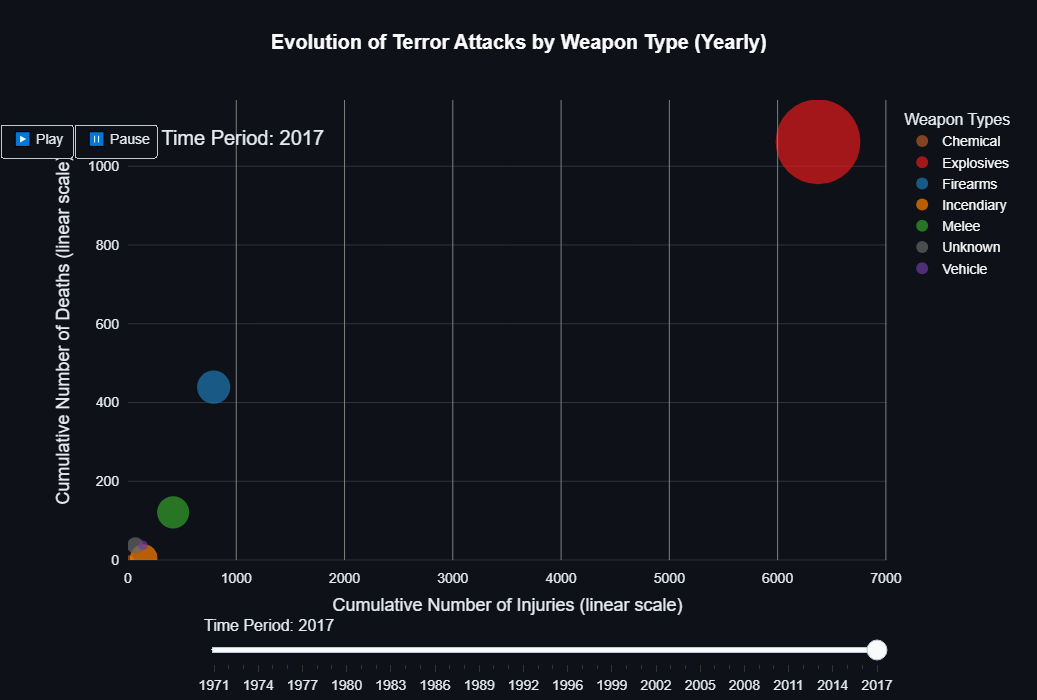 Evolution of Terror Attacks by Weapon Type (Yearly)
Play
Pause
Time Period: 2017
Cumulative Number of Deaths (linear scale)
1000
800
600
400
200
0
0 1000 2000 3000 4000 5000 6000 7000
Cumulative Number of Injuries (linear scale)
Weapon Types
Chemical
Explosives
Firearms
Incendiary
Melee
Unknown
Vehicle
Time Period: 2017
1971 1974 1977 1980 1983 1986 1989 1992 1996 1999 2002 2005 2008 2011 2014 2017